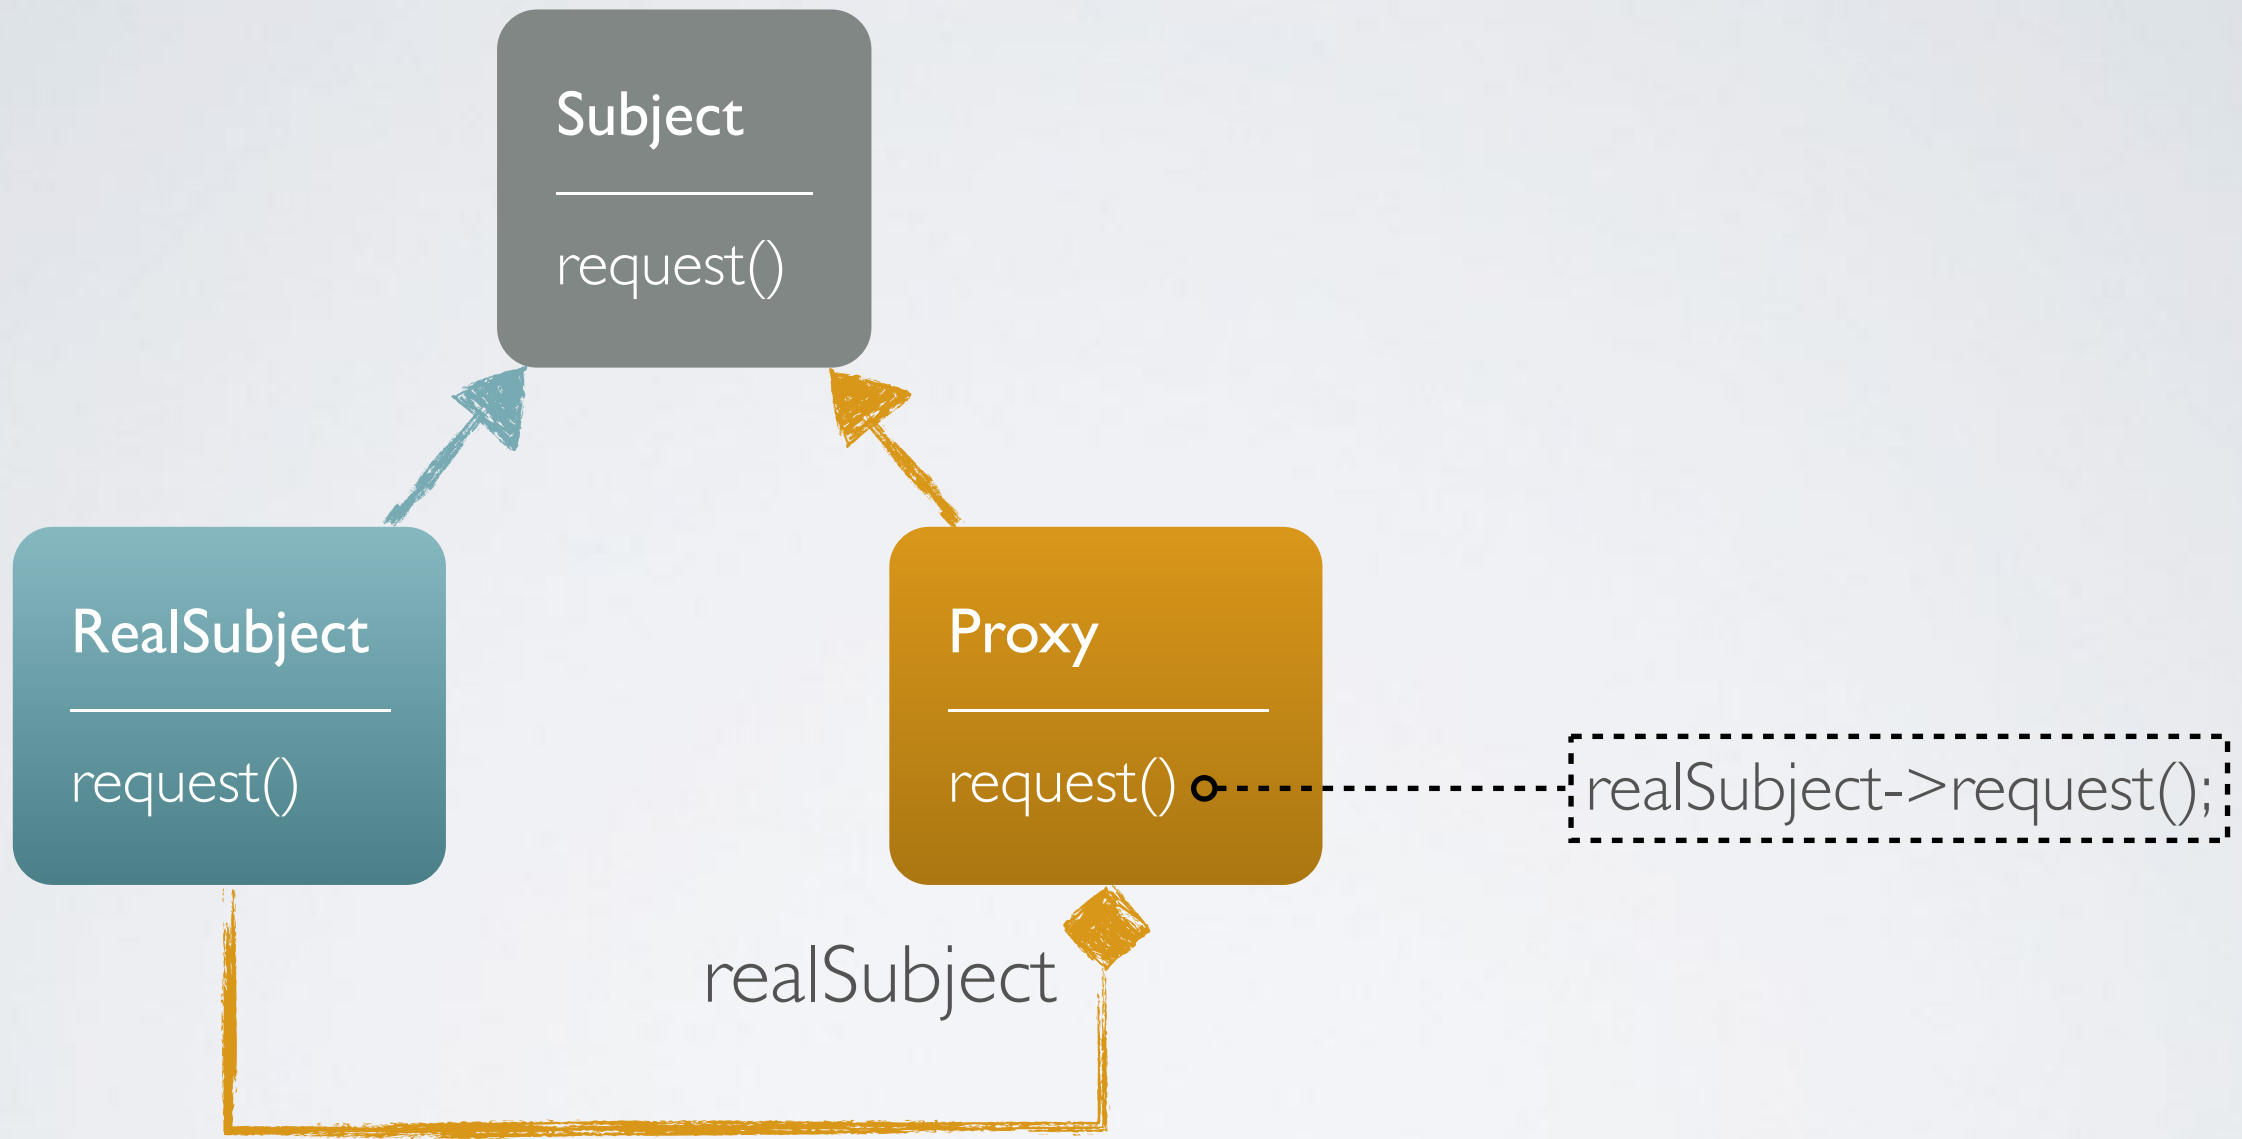 Subject
request()
RealSubject
request()
Proxy
request()
realSubject->request();
realSubject